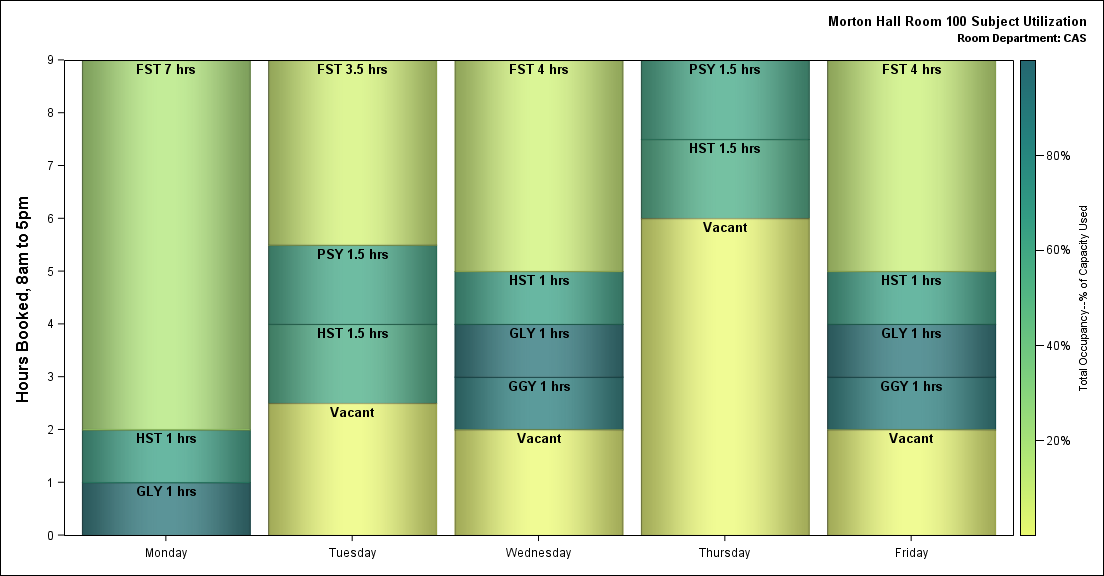 Morton Hall Room 100 Subject Utilization
Room Department: CAS
Hours Booked, 8am to 5pm
9
8
7
6
5
4
3
2
1
0
FST 7 hrs
HST 1 hrs
GLY 1 hrs
Monday
FST 3.5 hrs
PSY 1.5 hrs
HST 1.5 hrs
Vacant
Tuesday
FST 4 hrs
HST 1 hrs
GLY 1 hrs
GGY 1 hrs
Vacant
Wednesday
PSY 1.5 hrs
HST 1.5 hrs
Vacant
Thursday
FST 4 hrs
HST 1 hrs
GLY 1 hrs
GGY 1 hrs
Vacant
Friday
80%
60%
40%
20%
Total Occupancy--% of Capacity Used